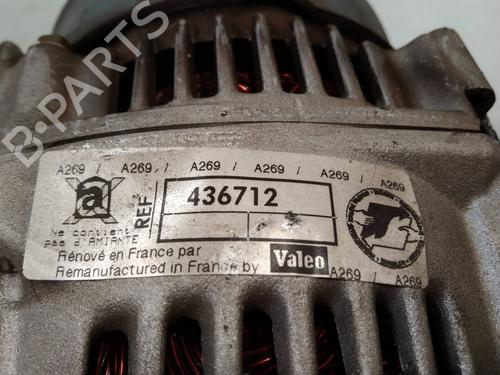 B-PARTS
A269 / A269 / A269 / A269 / A269 / A269 /
a
REF
436712
Ne contient
pas d'AMIANTE
Rénové en France par
Remanufactured in France by
Valeo
A269 / A269